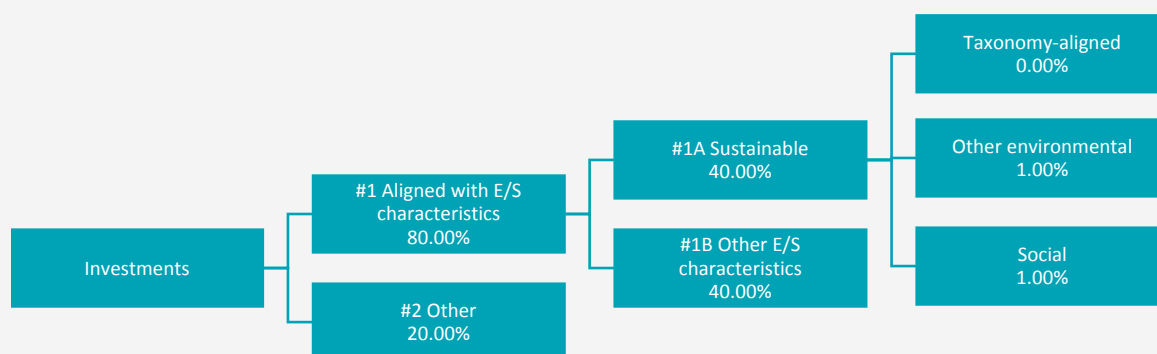 Investments
#1 Aligned with E/S
characteristics
80.00%
#2 Other
20.00%
#1A Sustainable
40.00%
#1B Other E/S
characteristics
40.00%
Taxonomy-aligned
0.00%
Other environmental
1.00%
Social
1.00%